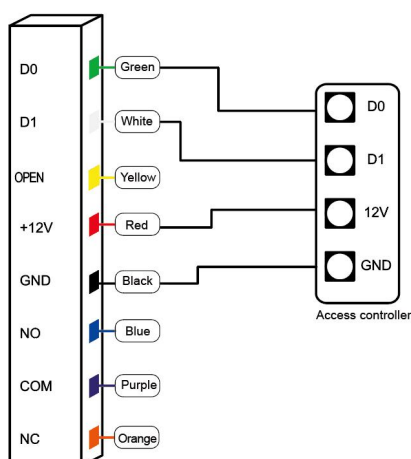 D0 Green
D1 White
OPEN Yellow
+12V Red
GND Black
NO Blue
COM Purple
NC Orange
D0
D1
12V
GND
Access controller